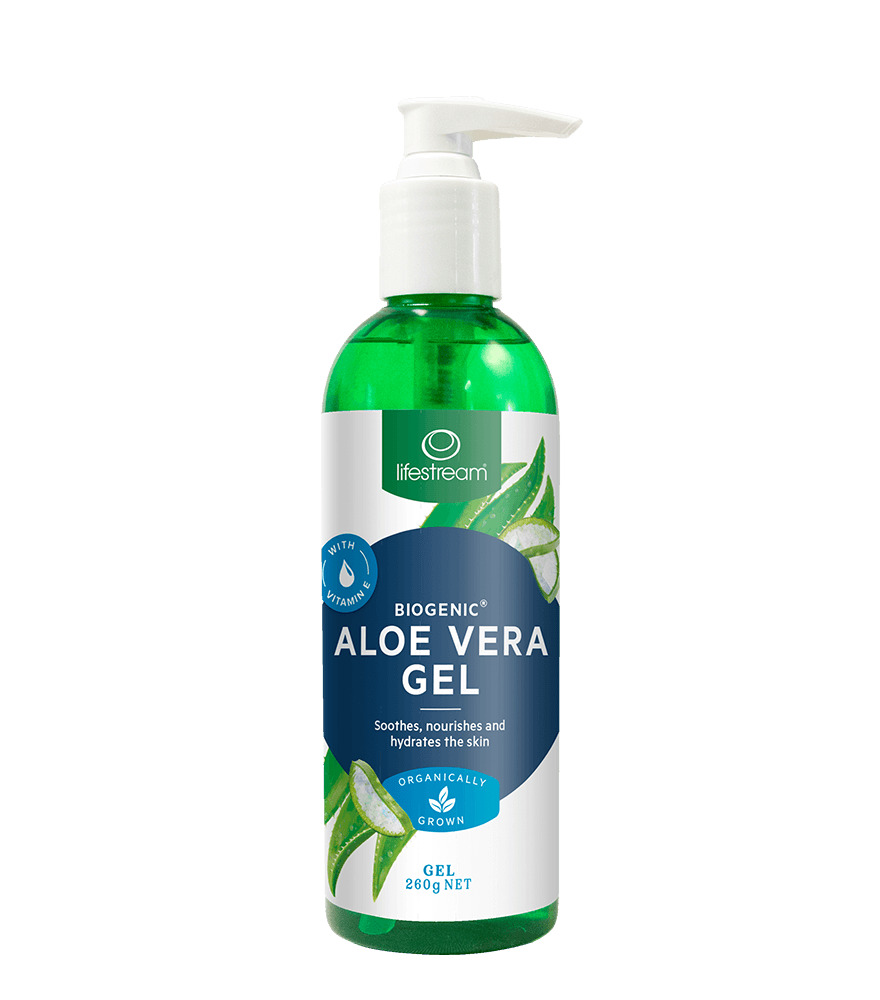 lifestream®
WITH
VITAMIN E
BIOGENIC®
ALOE VERA
GEL
Soothes, nourishes and
hydrates the skin
ORGANICALLY
GROWN
GEL
260g NET